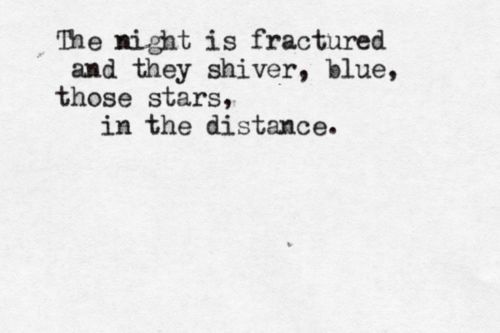 The night is fractured
and they shiver, blue,
those stars,
in the distance.